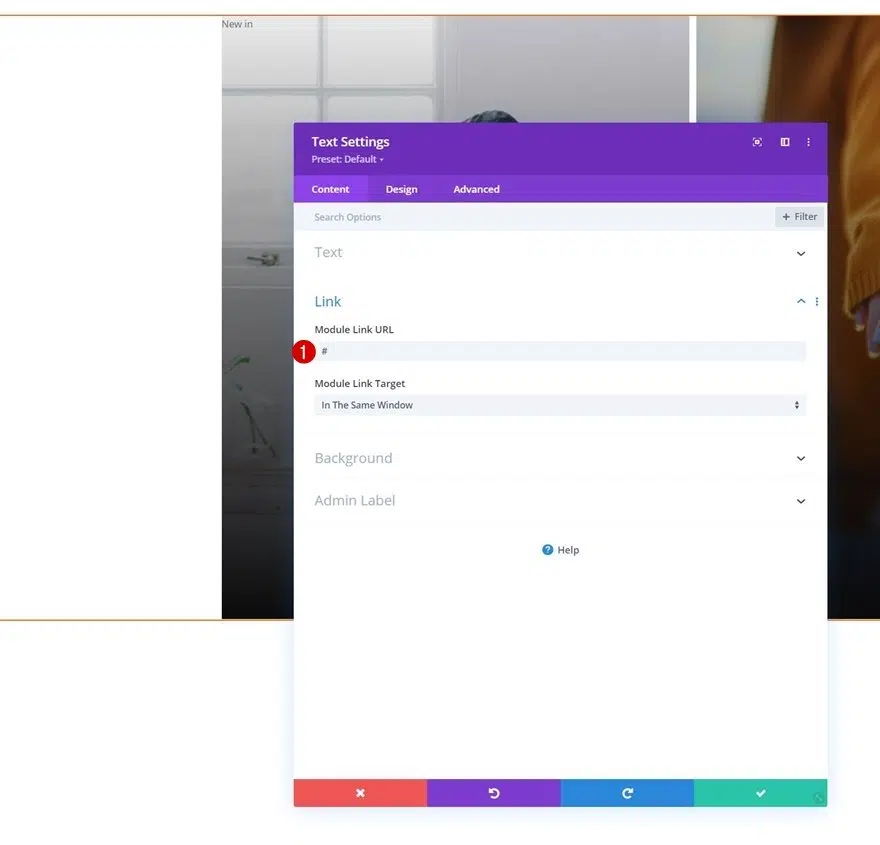 New in
Text Settings
Preset: Default
Content Design Advanced
Search Options
+ Filter
Text
Link
Module Link URL
1
#
Module Link Target
In The Same Window
Background
Admin Label
? Help